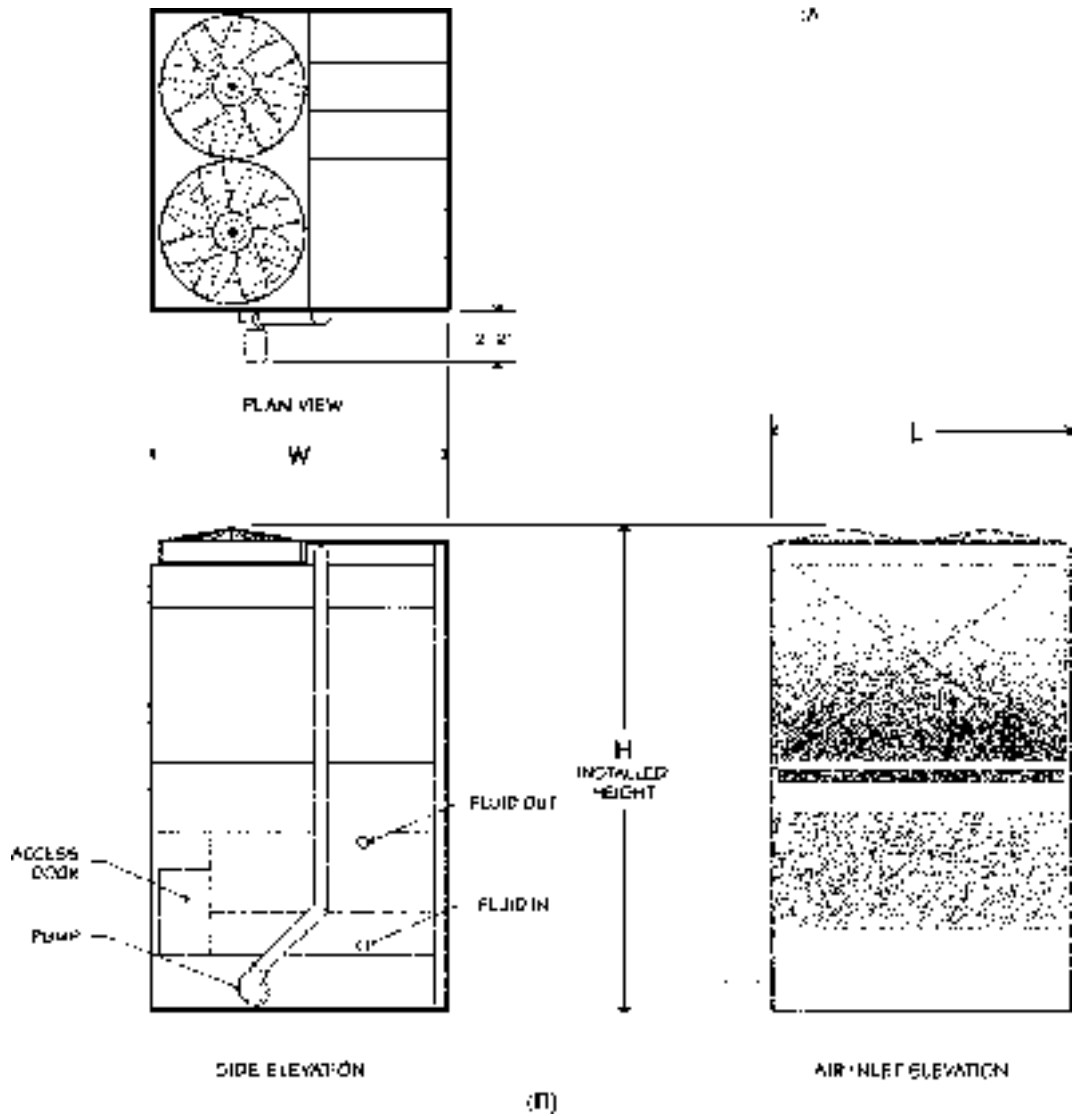 PLAN VIEW
W
L
H
INSTALLED
HEIGHT
FLUID OUT
ACCESS
DOOR
FLUID IN
PUMP
SIDE ELEVATION
AIR INLET ELEVATION